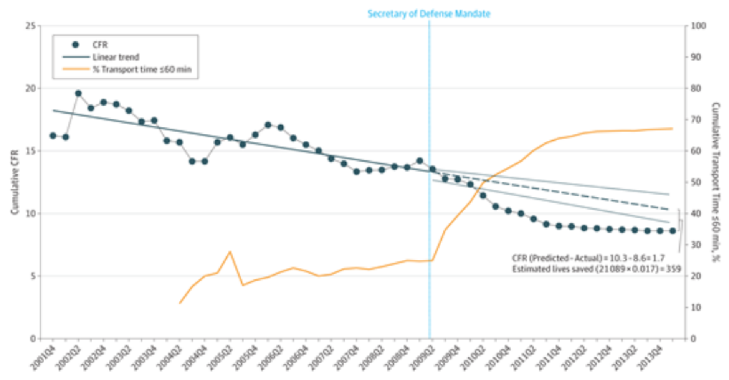 Secretary of Defense Mandate
25
20
15
10
5
0
Cumulative CFR
CFR
Linear trend
% Transport time ≤60 min
100
90
80
70
60
50
40
30
20
10
0
Cumulative Transport Time ≤60 min, %
CFR (Predicted-Actual) = 10.3-8.6 = 1.7
Estimated lives saved (21 089 × 0.017) = 359
2001Q4
2002Q2
2002Q4
2003Q2
2003Q4
2004Q2
2004Q4
2005Q2
2005Q4
2006Q2
2006Q4
2007Q2
2007Q4
2008Q2
2008Q4
2009Q2
2009Q4
2010Q2
2010Q4
2011Q2
2011Q4
2012Q2
2012Q4
2013Q2
2013Q4